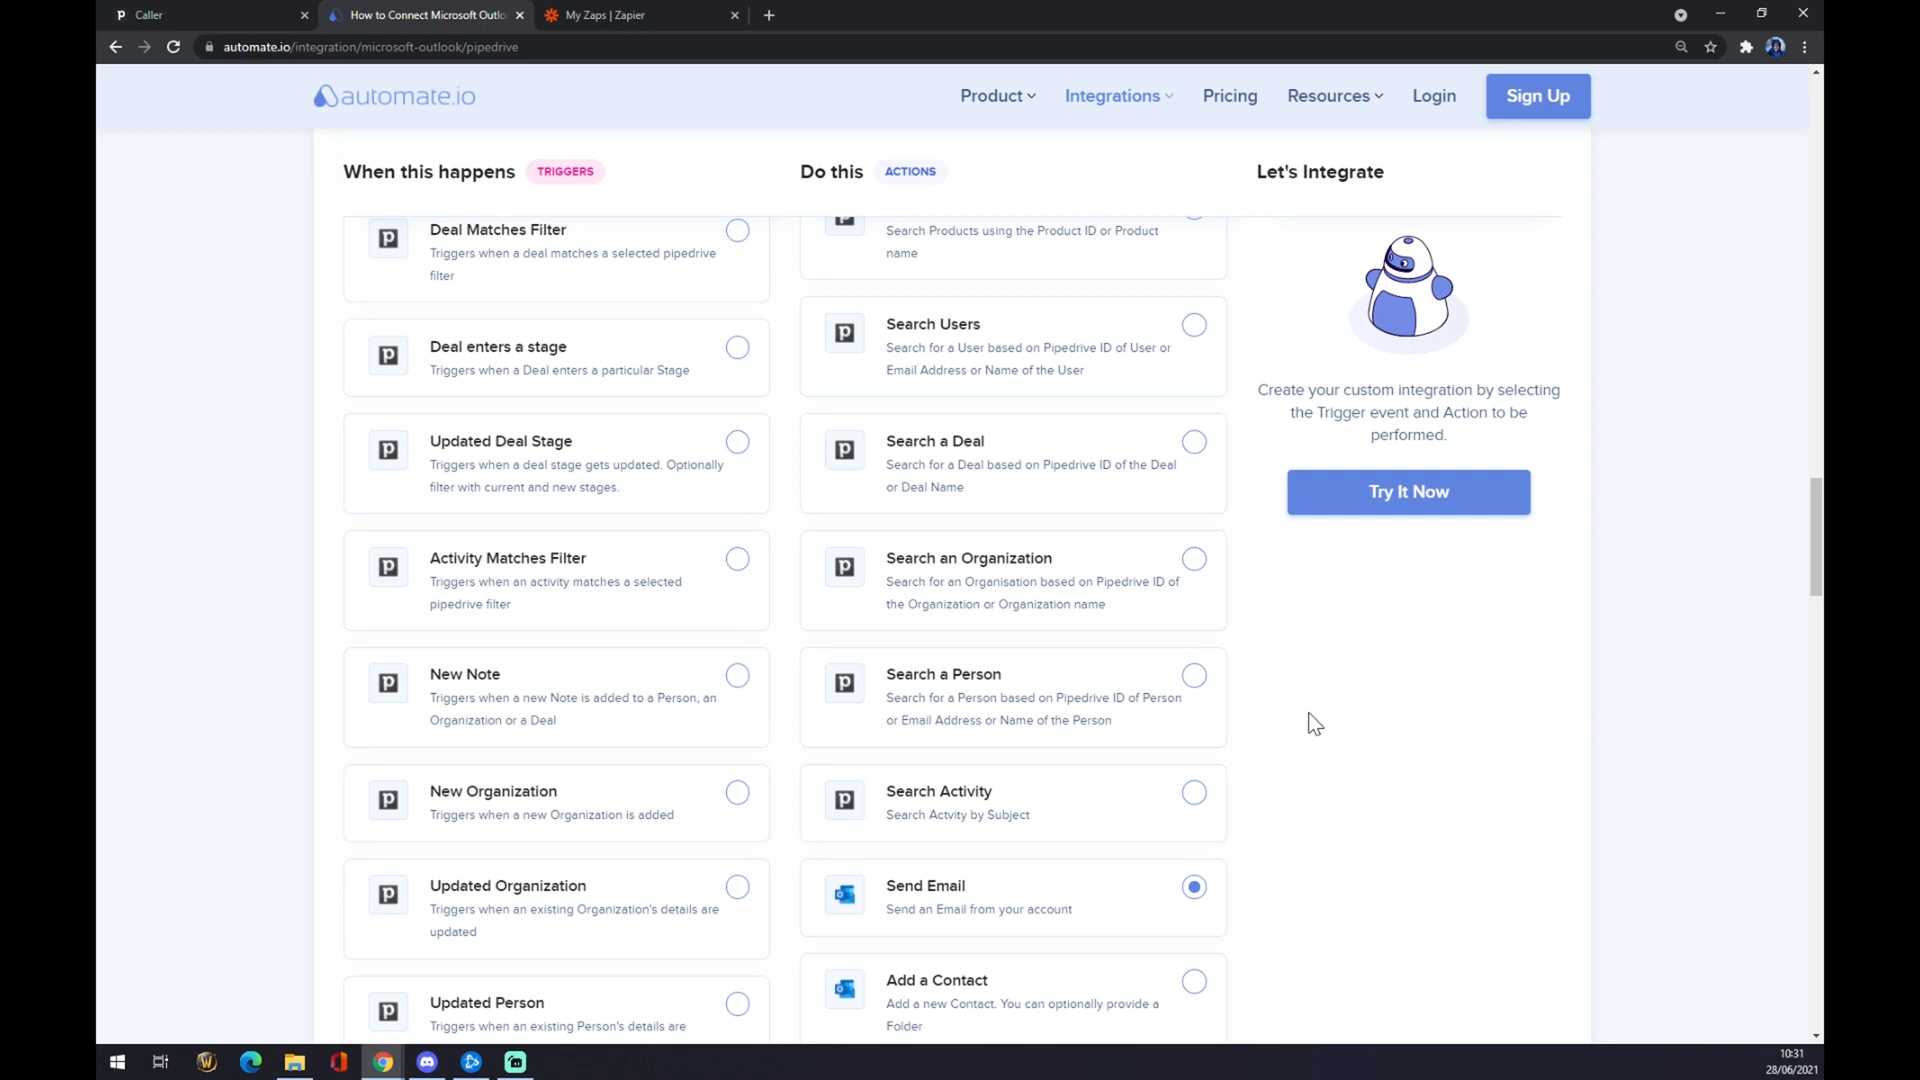 Caller
How to Connect Microsoft Outlo
My Zaps | Zapier
automate.io/integration/microsoft-outlook/pipedrive
automate.io
Product
Integrations
Pricing
Resources
Login
Sign Up
When this happens TRIGGERS
Do this ACTIONS
Let's Integrate
Deal Matches Filter
Triggers when a deal matches a selected pipedrive
filter
Deal enters a stage
Triggers when a Deal enters a particular Stage
Updated Deal Stage
Triggers when a deal stage gets updated. Optionally
filter with current and new stages.
Activity Matches Filter
Triggers when an activity matches a selected
pipedrive filter
New Note
Triggers when a new Note is added to a Person, an
Organization or a Deal
New Organization
Triggers when a new Organization is added
Updated Organization
Triggers when an existing Organization's details are
updated
Updated Person
Triggers when an existing Person's details are
Search Products using the Product ID or Product
name
Search Users
Search for a User based on Pipedrive ID of User or
Email Address or Name of the User
Search a Deal
Search for a Deal based on Pipedrive ID of the Deal
or Deal Name
Search an Organization
Search for an Organisation based on Pipedrive ID of
the Organization or Organization name
Search a Person
Search for a Person based on Pipedrive ID of Person
or Email Address or Name of the Person
Search Activity
Search Actvity by Subject
Send Email
Send an Email from your account
Add a Contact
Add a new Contact. You can optionally provide a
Folder
Create your custom integration by selecting
the Trigger event and Action to be
performed.
Try It Now
10:31
28/06/2021